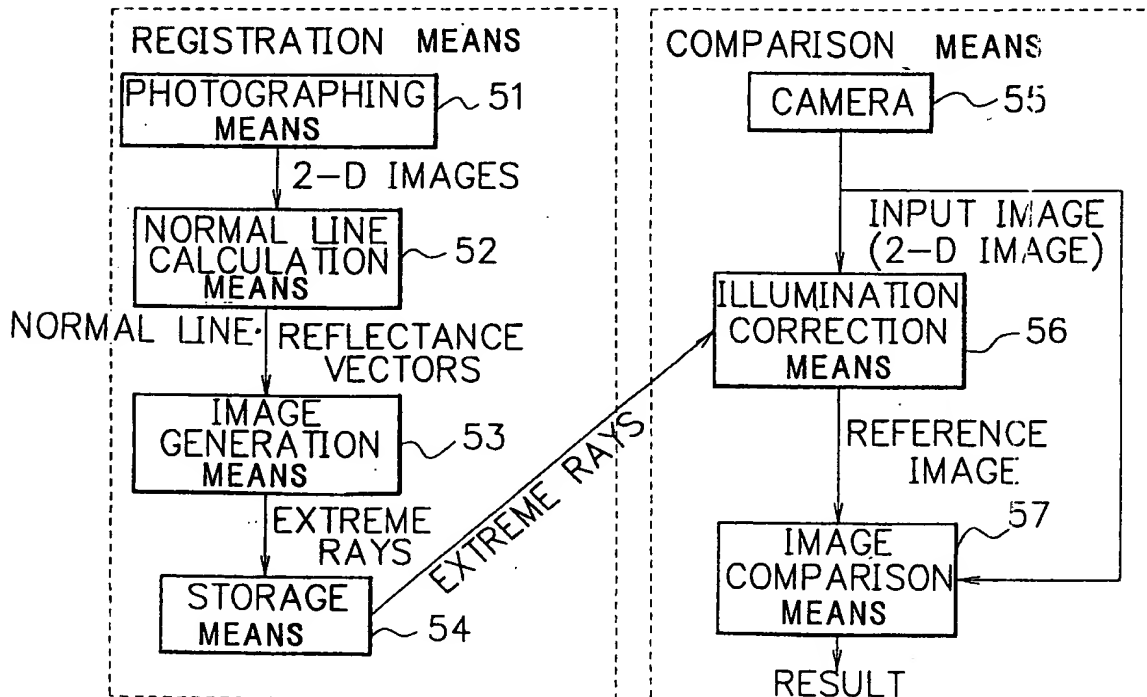 REGISTRATION MEANS
PHOTOGRAPHING
MEANS
51
2-D IMAGES
NORMAL LINE
CALCULATION
MEANS
52
NORMAL LINE· REFLECTANCE
VECTORS
IMAGE
GENERATION
MEANS
53
EXTREME
RAYS
STORAGE
MEANS
54
EXTREME RAYS
COMPARISON MEANS
CAMERA
55
INPUT IMAGE
(2-D IMAGE)
ILLUMINATION
CORRECTION
MEANS
56
REFERENCE
IMAGE
57
IMAGE
COMPARISON
MEANS
RESULT